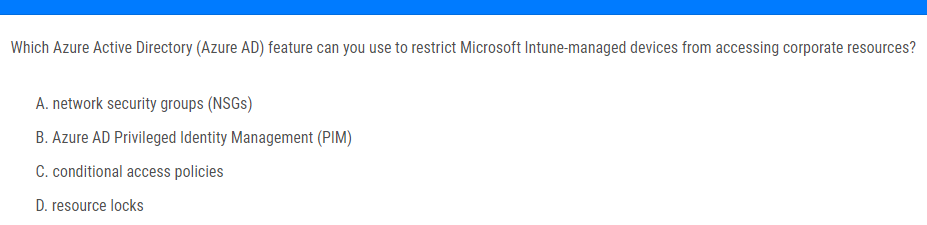 Which Azure Active Directory (Azure AD) feature can you use to restrict Microsoft Intune-managed devices from accessing corporate resources?
A. network security groups (NSGs)
B. Azure AD Privileged Identity Management (PIM)
C. conditional access policies
D. resource locks